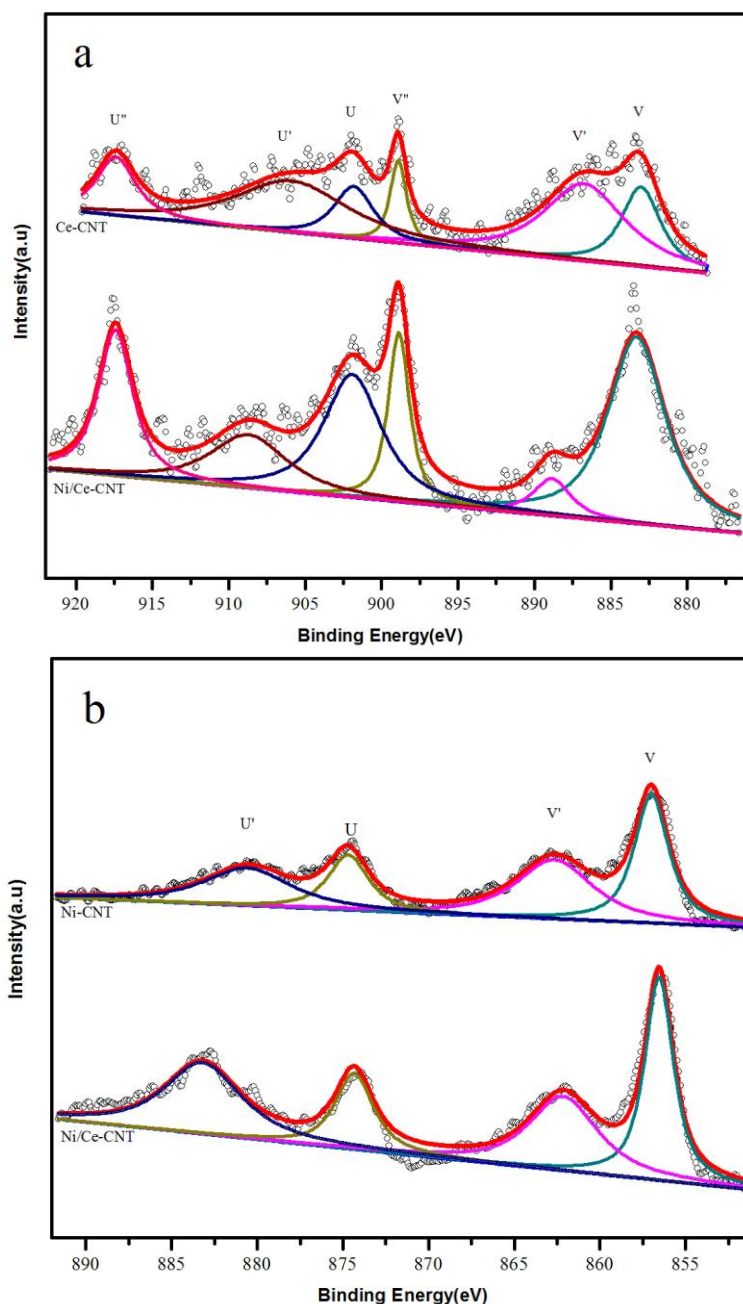 a
U" U' U V" V' V
Ce-CNT
Ni/Ce-CNT
Intensity(a.u)
920 915 910 905 900 895 890 885 880
Binding Energy(eV)
b
U' U V' V
Ni-CNT
Ni/Ce-CNT
Intensity(a.u)
890 885 880 875 870 865 860 855
Binding Energy(eV)